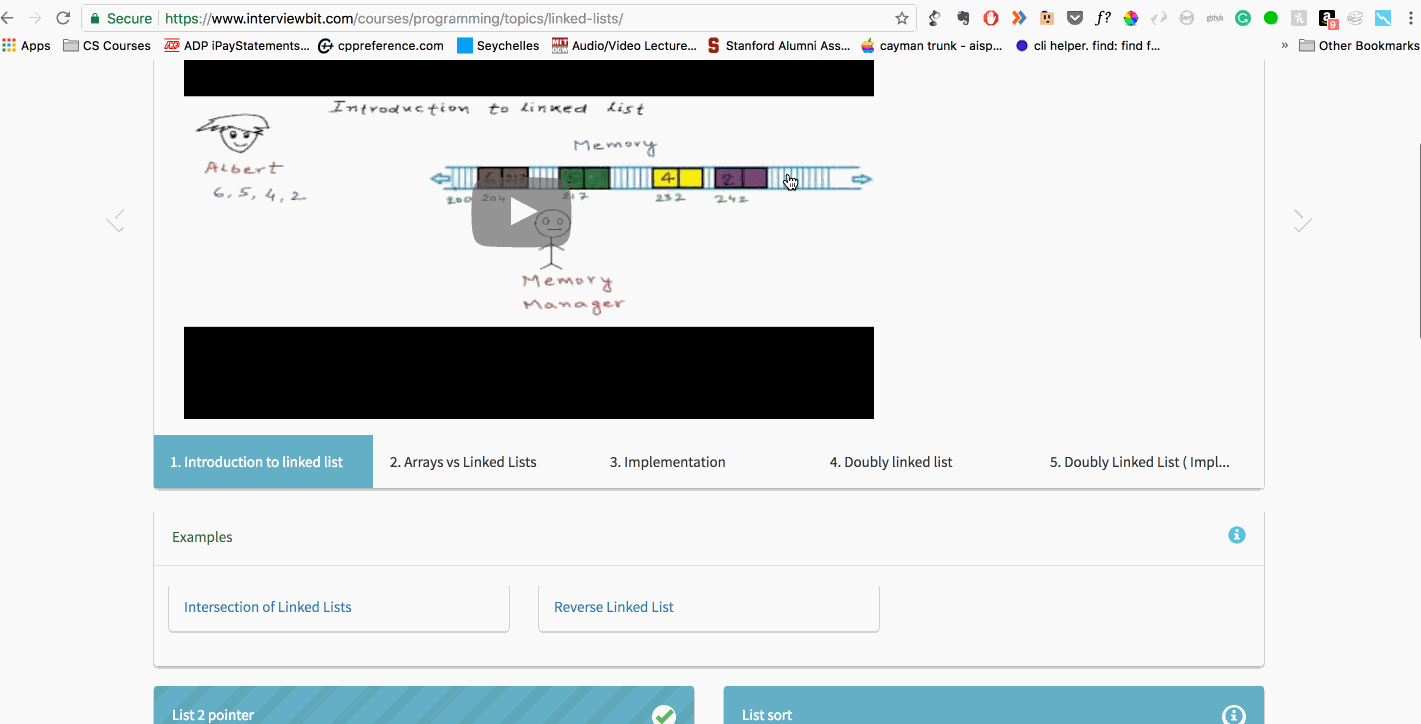 Secure https://www.interviewbit.com/courses/programming/topics/linked-lists/
f?
github
a
9
Apps CS Courses ADP iPayStatements... cppreference.com Seychelles Audio/Video Lecture... Stanford Alumni Ass... cayman trunk - aisp... cli helper. find: find f... » Other Bookmarks
Introduction to Linked List
Memory
Albert
6, 5, 4, 2
6 217 4 2
200 204 217 232 242
Memory
Manager
1. Introduction to linked list 2. Arrays vs Linked Lists 3. Implementation 4. Doubly linked list 5. Doubly Linked List ( Impl...
Examples
Intersection of Linked Lists Reverse Linked List
List 2 pointer List sort